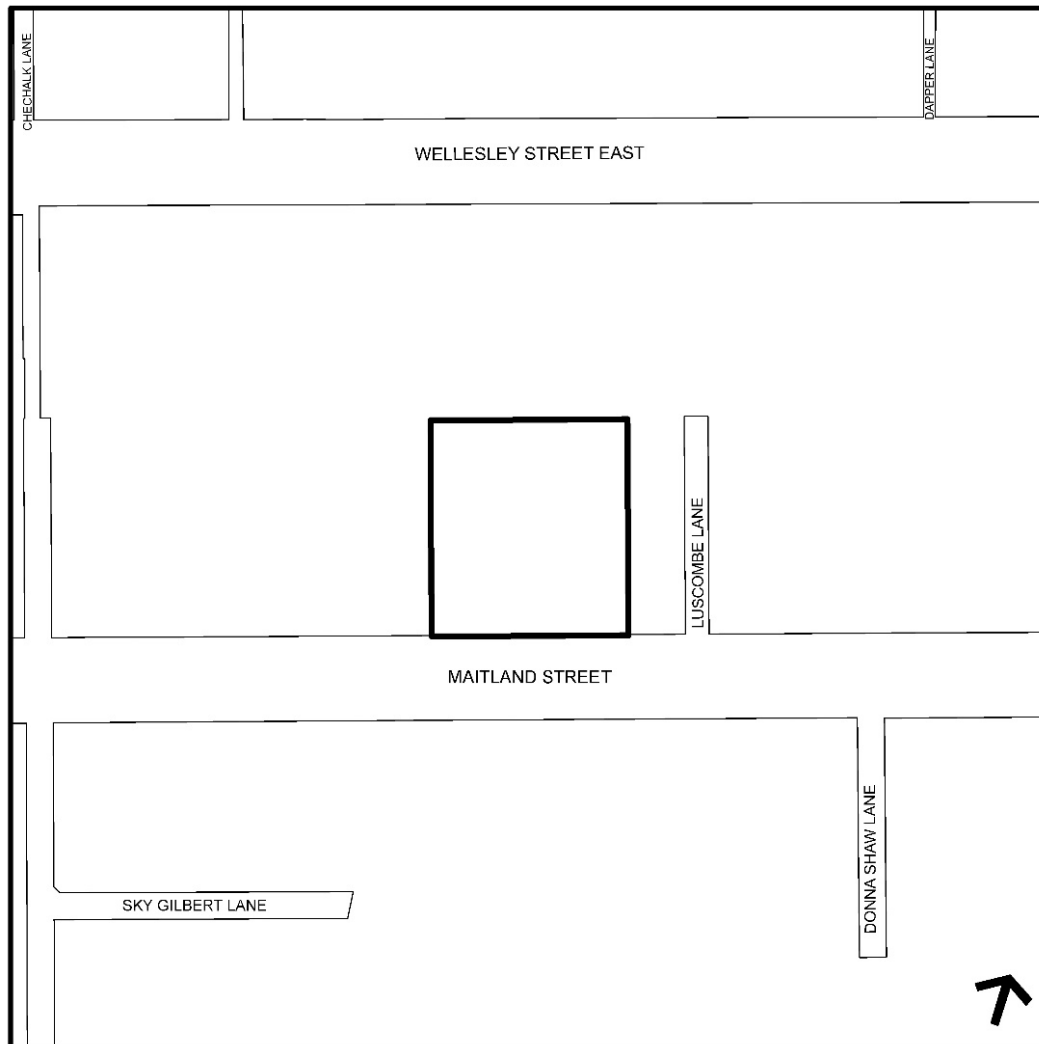 CHECHALK LANE
DAPPER LANE
WELLESLEY STREET EAST
LUSCOMBE LANE
MAITLAND STREET
DONNA SHAW LANE
SKY GILBERT LANE